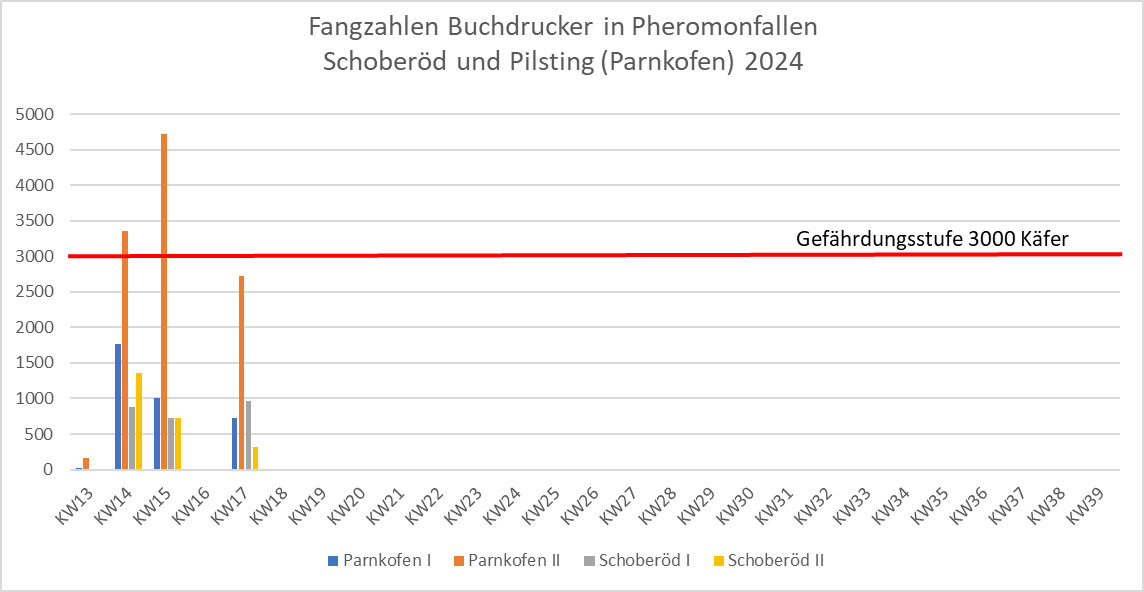 Fangzahlen Buchdrucker in Pheromonfallen
Schoberöd und Pilsting (Parnkofen) 2024
5000
4500
4000
3500
Gefährdungsstufe 3000 Käfer
3000
2500
2000
1500
1000
500
0
KW13 KW14 KW15 KW16 KW17 KW18 KW19 KW20 KW21 KW22 KW23 KW24 KW25 KW26 KW27 KW28 KW29 KW30 KW31 KW32 KW33 KW34 KW35 KW36 KW37 KW38 KW39
Parnkofen I Parnkofen II Schoberöd I Schoberöd II